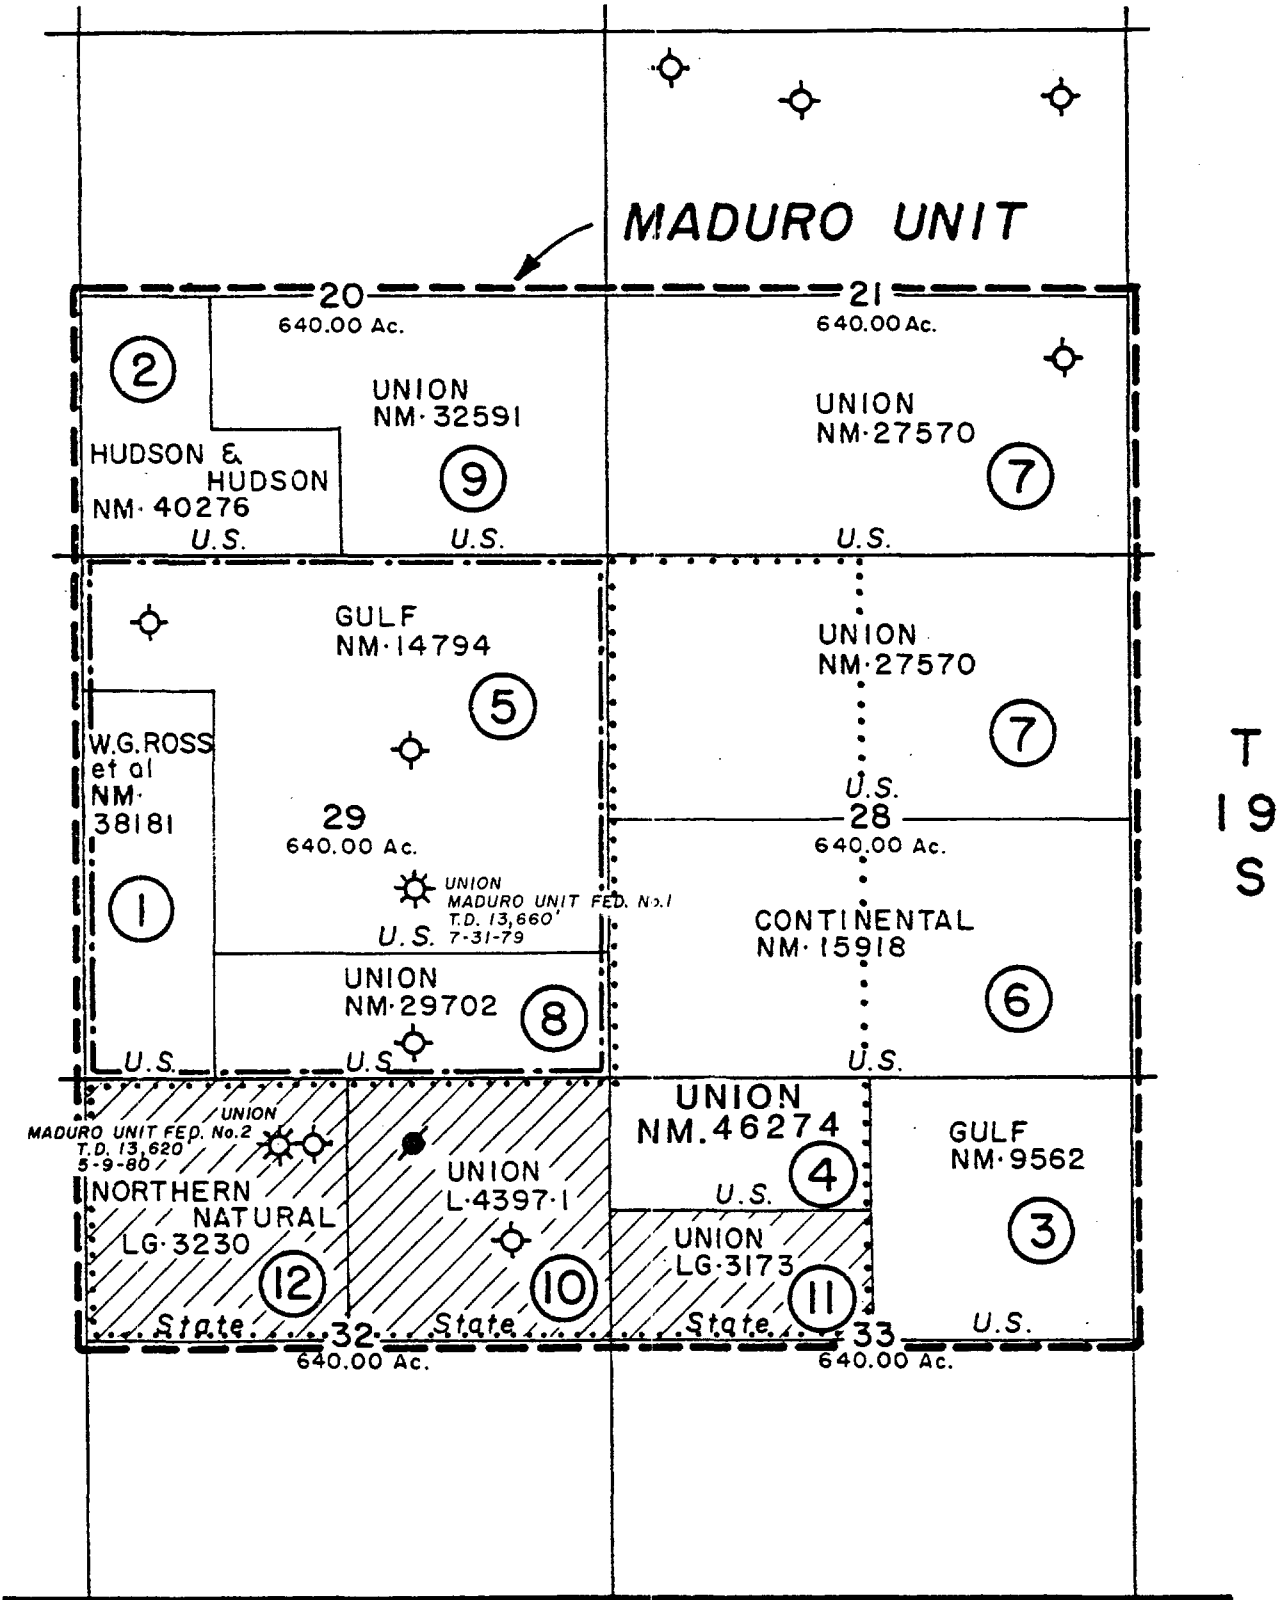 MADURO UNIT
20
640.00 Ac.
21
640.00 Ac.
2
HUDSON &
HUDSON
NM-40276
U.S.
UNION
NM-32591
9
U.S.
UNION
NM-27570
7
U.S.
GULF
NM-14794
5
W.G.ROSS
et al
NM-
38181
1
U.S.
29
640.00 Ac.
UNION
MADURO UNIT FED. No.1
T.D. 13,660'
7-31-79
U.S.
UNION
NM-29702
8
U.S.
UNION
NM-27570
7
U.S.
28
640.00 Ac.
CONTINENTAL
NM-15918
6
U.S.
T
19
S
UNION
MADURO UNIT FED. No.2
T.D. 13,620'
5-9-80
NORTHERN
NATURAL
LG-3230
12
State
UNION
L-4397-1
10
State
32
640.00 Ac.
UNION
NM.46274
4
U.S.
UNION
LG-3173
11
State
GULF
NM-9562
3
U.S.
33
640.00 Ac.